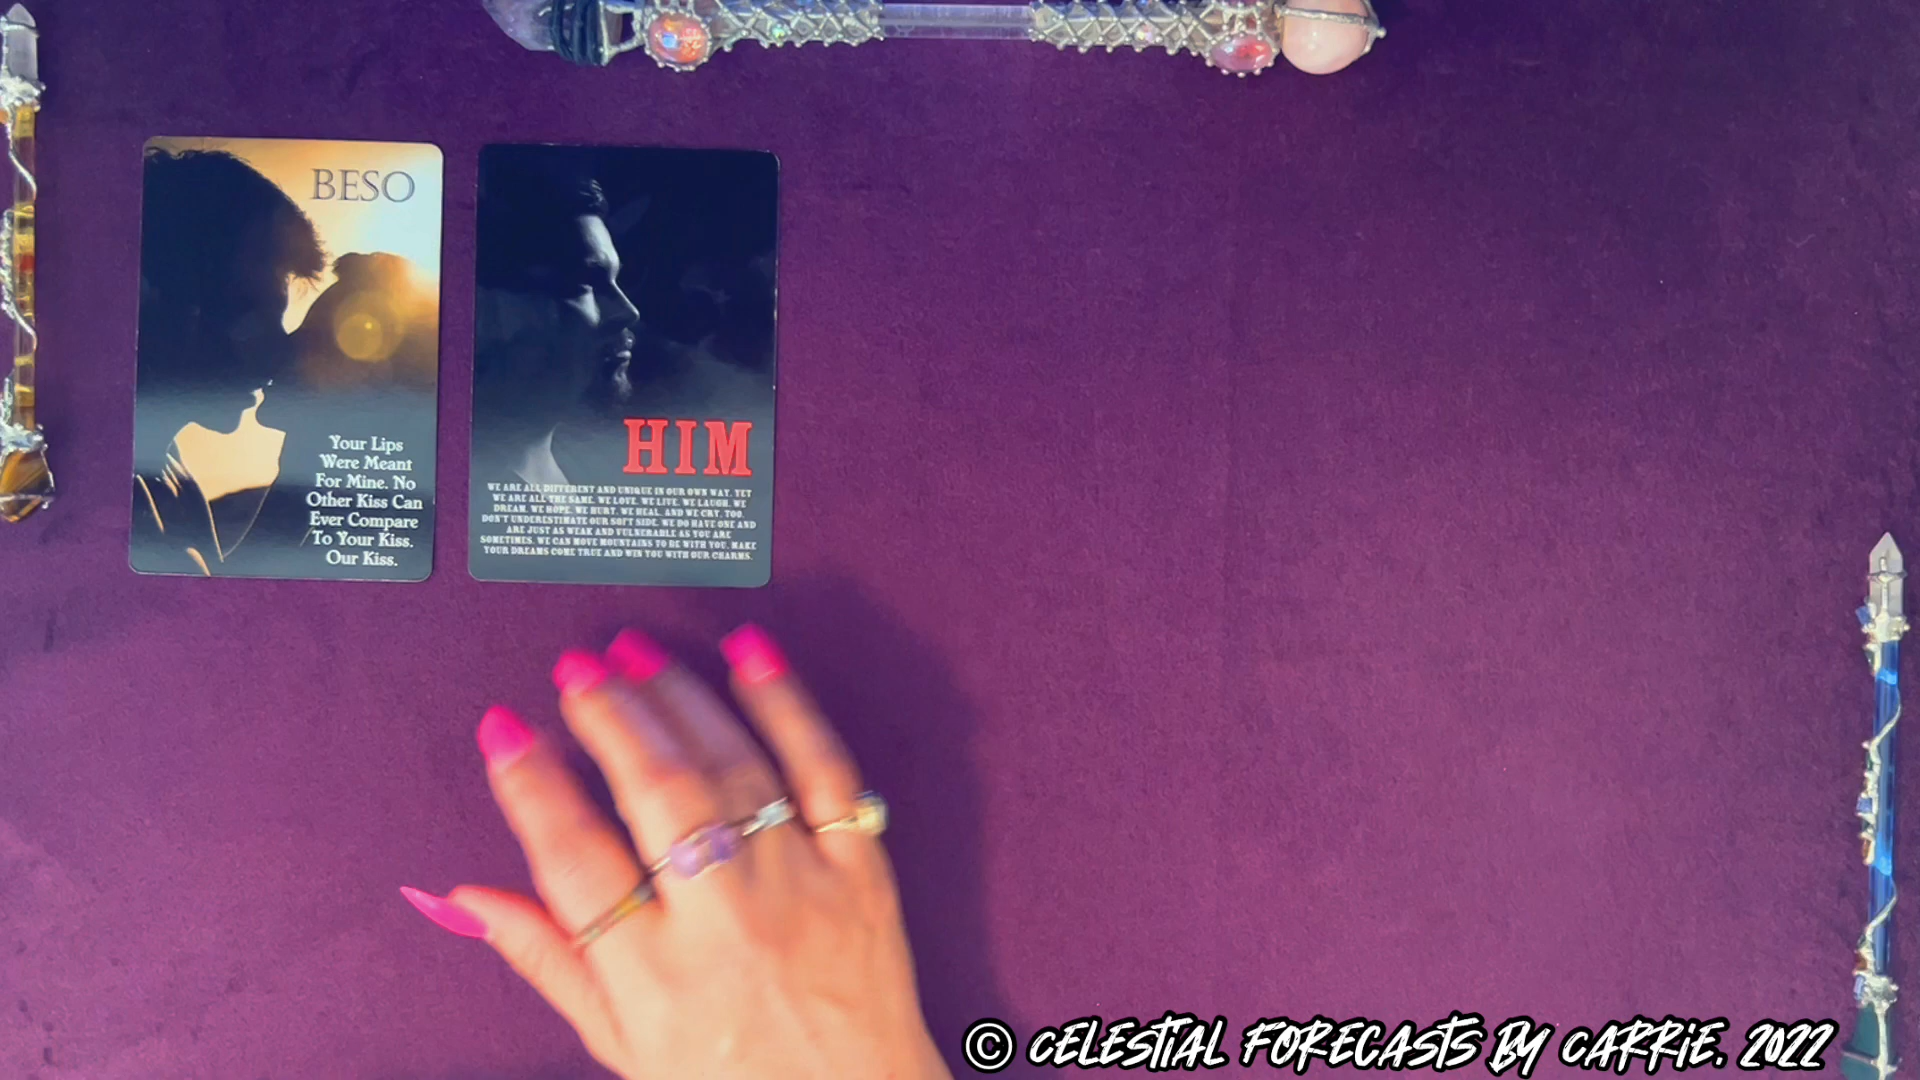 BESO
Your Lips
Were Meant
For Mine. No
Other Kiss Can
Ever Compare
To Your Kiss.
Our Kiss.
HIM
WE ARE ALL DIFFERENT AND UNIQUE IN OUR OWN WAY. YET
WE ARE ALL THE SAME. WE LOVE. WE LIVE. WE LAUGH. WE
DREAM. WE HOPE. WE HURT. WE HEAL. AND WE CRY, TOO.
DON'T UNDERESTIMATE OUR SOFT SIDE. WE DO HAVE ONE AND
ARE JUST AS WEAK AND VULNERABLE AS YOU ARE
SOMETIMES. WE CAN MOVE MOUNTAINS TO BE WITH YOU. MAKE
YOUR DREAMS COME TRUE AND WIN YOU WITH OUR CHARMS.
© CELESTIAL FORECASTS BY CARRIE. 2022